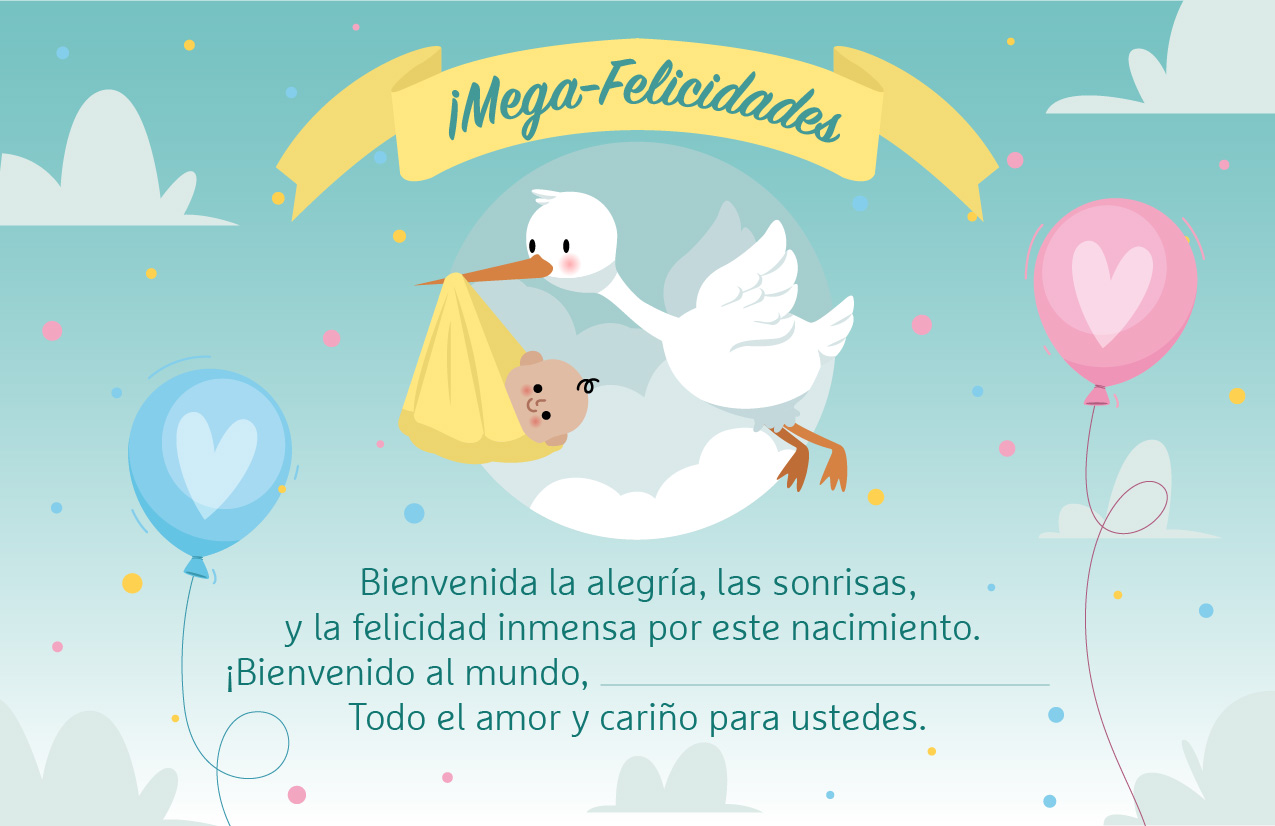 ¡Mega-Felicidades
Bienvenida la alegría, las sonrisas,
y la felicidad inmensa por este nacimiento.
¡Bienvenido al mundo,
Todo el amor y cariño para ustedes.